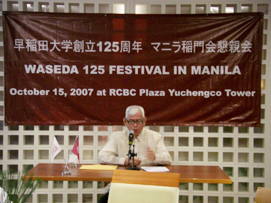 早稲田大学創立125周年 マニラ稲門会懇親会
WASEDA 125 FESTIVAL IN MANILA
October 15, 2007 at RCBC Plaza Yuchengco Tower